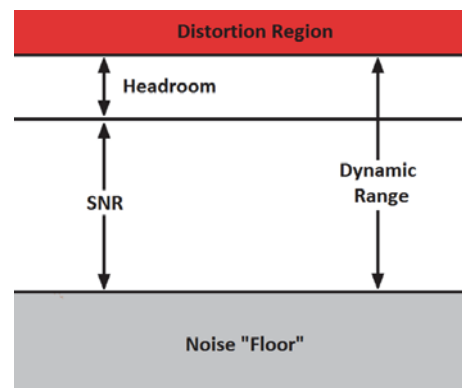 Distortion Region
Headroom
Dynamic
Range
SNR
Noise "Floor"